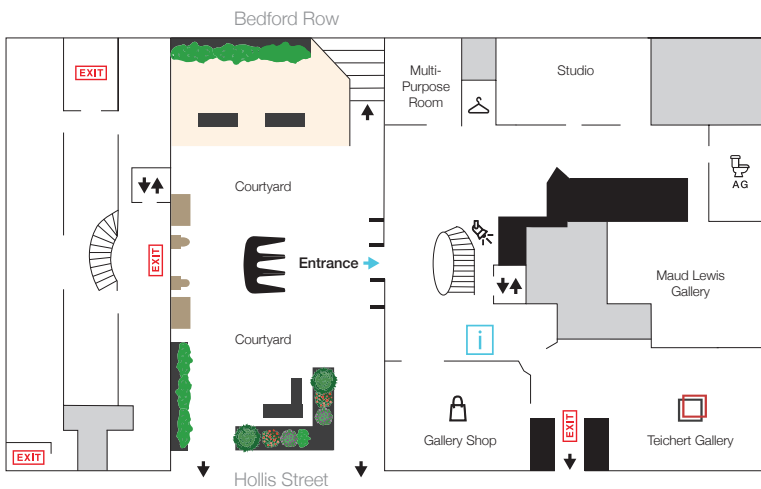 Bedford Row
EXIT
Multi-
Purpose
Room
Studio
AG
Courtyard
EXIT
Entrance
Maud Lewis
Gallery
i
Courtyard
EXIT
Gallery Shop
EXIT
Teichert Gallery
Hollis Street